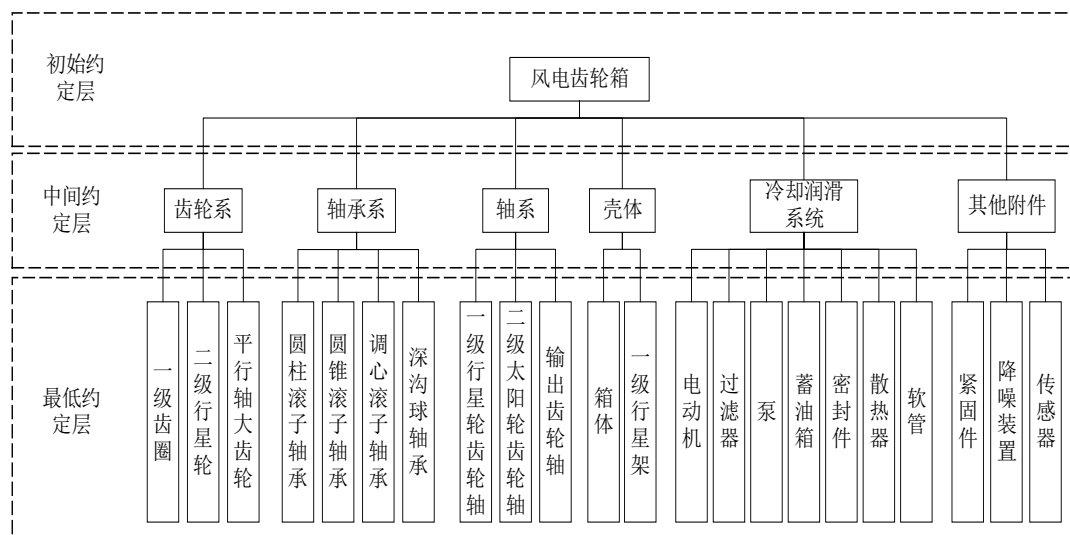 初始约
定层
风电齿轮箱
中间约
定层
齿轮系
轴承系
轴系
壳体
冷却润滑
系统
其他附件
最低约
定层
一级齿圈
二级行星轮
平行轴大齿轮
圆柱滚子轴承
圆锥滚子轴承
调心滚子轴承
深沟球轴承
一级行星轮齿轮轴
二级太阳轮齿轮轴
输出齿轮轴
箱体
一级行星架
电动机
过滤器
泵
蓄油箱
密封件
散热器
软管
紧固件
降噪装置
传感器